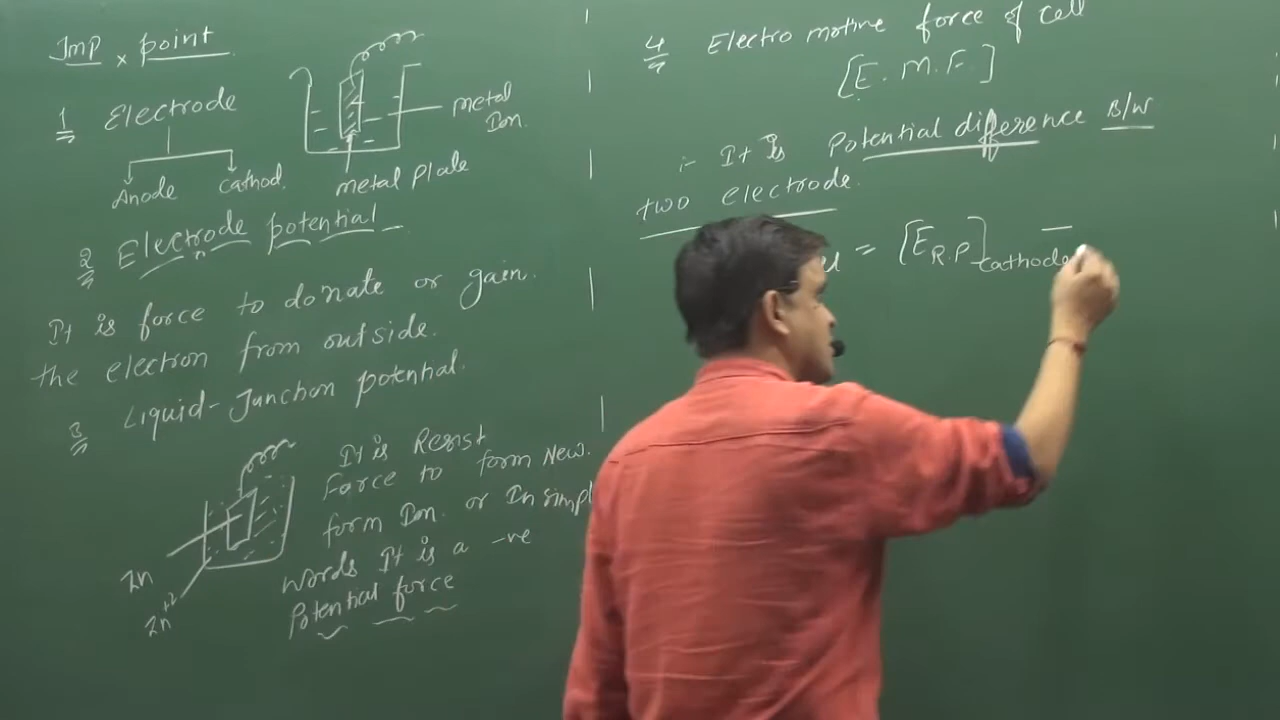 Imp × point
1 Electrode
Anode Cathod.
metal Ion.
metal Plate
2 Electrode potential
It is force to donate or gain.
the electron from outside.
3 Liquid-Junction potential.
It is Resist
Force to form New.
form Ion. or In simpl
words It is a -ve
Potential force
Zn
Zn+2
4 Electro motive force of cell
[E. M. F.]
:- It is Potential difference B/w
two electrode.
= [E R.P] cathode -